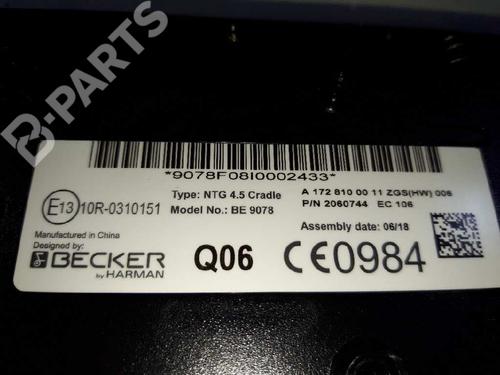 B-PARTS
*9078F08I0002433*
Type: NTG 4.5 Cradle
A 172 810 00 11 ZGS(HW) 006
E13
10R-0310151
Model No.: BE 9078
P/N 2060744 EC 106
Manufactured in China
Assembly date: 06/18
Designed by:
BECKER
by HARMAN
Q06
CE0984